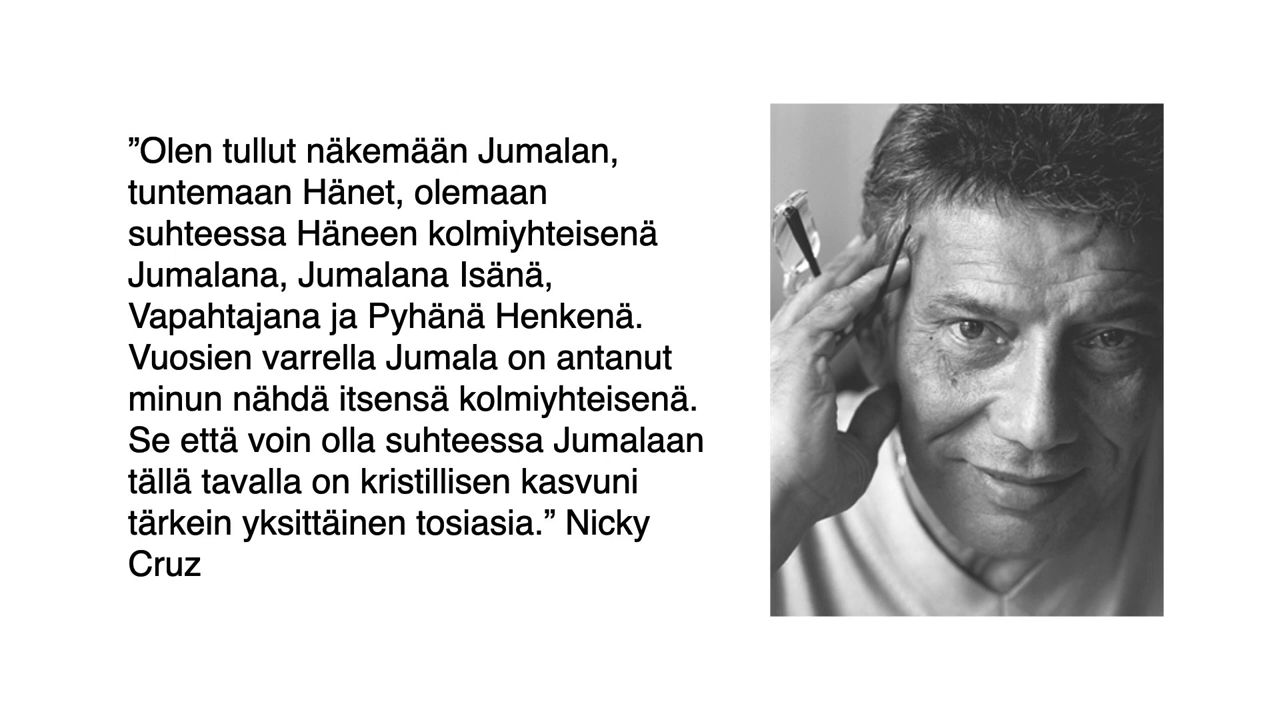 ”Olen tullut näkemään Jumalan,
tuntemaan Hänet, olemaan
suhteessa Häneen kolmiyhteisenä
Jumalana, Jumalana Isänä,
Vapahtajana ja Pyhänä Henkenä.
Vuosien varrella Jumala on antanut
minun nähdä itsensä kolmiyhteisenä.
Se että voin olla suhteessa Jumalaan
tällä tavalla on kristillisen kasvuni
tärkein yksittäinen tosiasia.” Nicky
Cruz